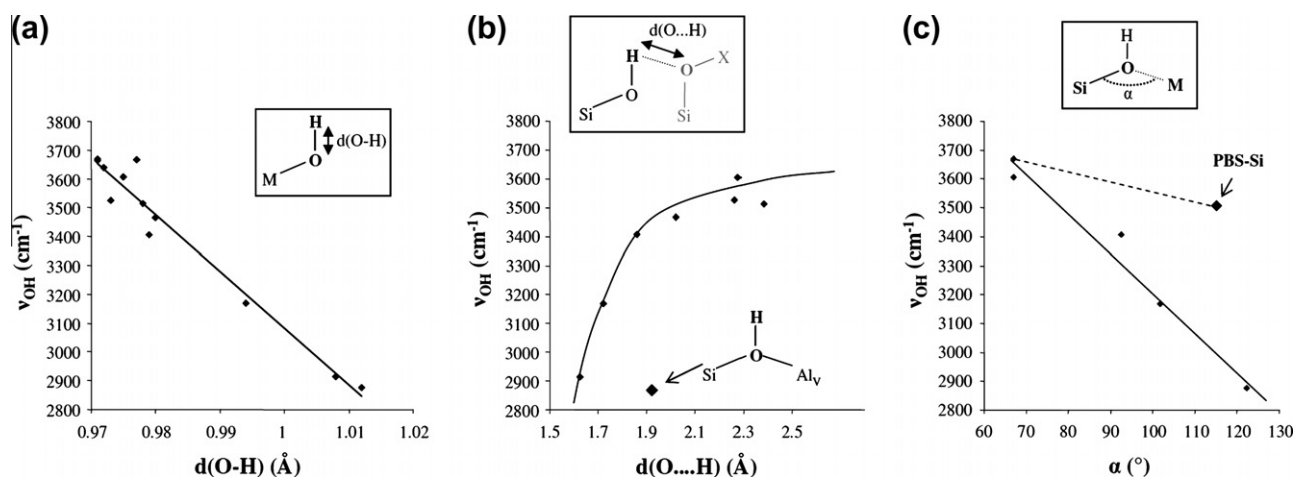 (a)
H
d(O-H)
O
M
3800
3700
3600
3500
3400
3300
3200
3100
3000
2900
2800
νOH (cm-1)
0.97 0.98 0.99 1 1.01 1.02
d(O-H) (Å)
(b)
d(O...H)
H
O
X
O
Si
Si
3800
3700
3600
3500
3400
3300
3200
3100
3000
2900
2800
νOH (cm-1)
H
O
Si
AlV
1.5 1.7 1.9 2.1 2.3 2.5
d(O....H) (Å)
(c)
H
O
Si
α
M
3800
3700
3600
3500
3400
3300
3200
3100
3000
2900
2800
νOH (cm-1)
PBS-Si
60 70 80 90 100 110 120 130
α (°)